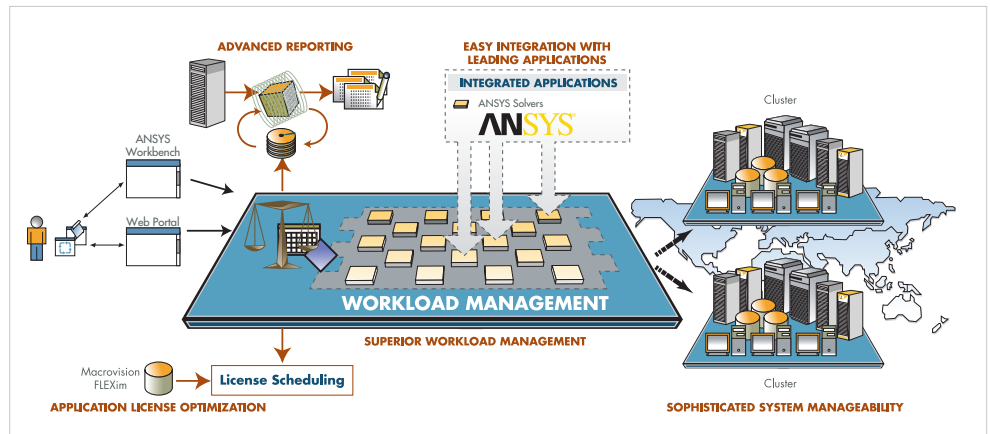 ADVANCED REPORTING
EASY INTEGRATION WITH
LEADING APPLICATIONS
INTEGRATED APPLICATIONS
ANSYS Solvers
ANSYS®
Cluster
ANSYS
Workbench
Web Portal
WORKLOAD MANAGEMENT
SUPERIOR WORKLOAD MANAGEMENT
Macrovision
FLEXim
License Scheduling
APPLICATION LICENSE OPTIMIZATION
Cluster
SOPHISTICATED SYSTEM MANAGEABILITY